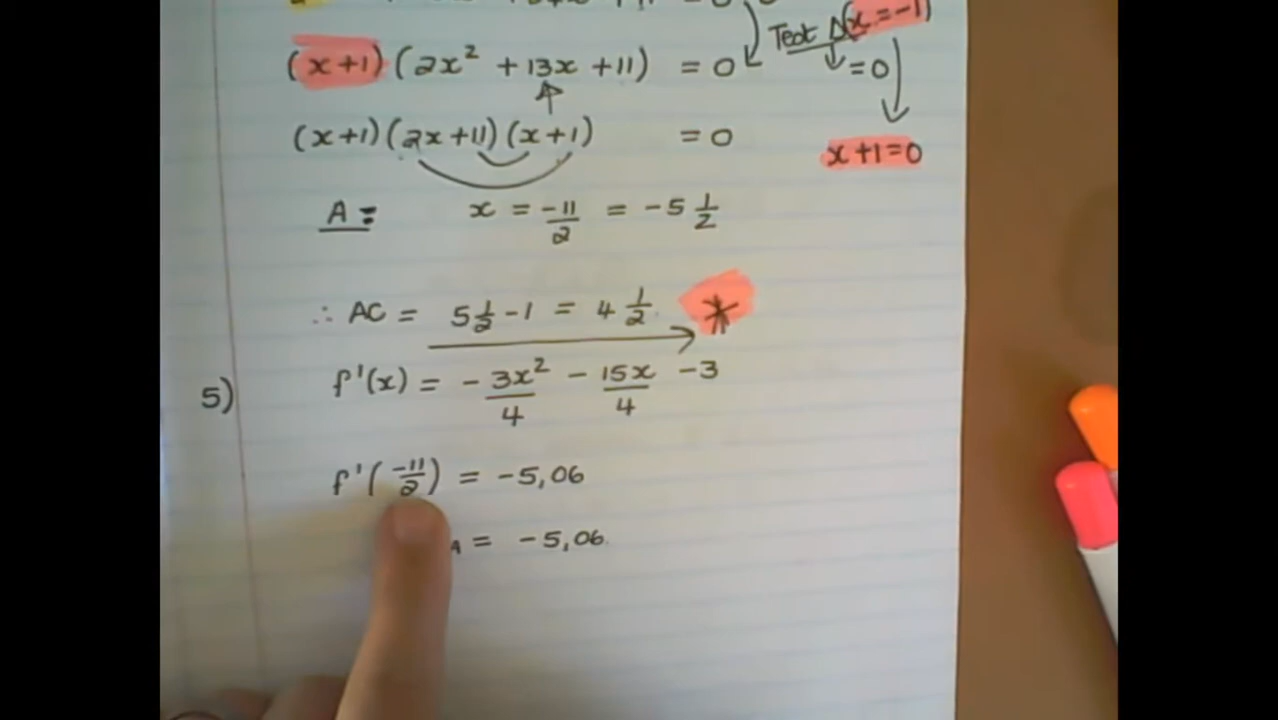 Test (x = -1)
(x+1)(2x² + 13x + 11) = 0
= 0
(x+1)(2x+11)(x+1) = 0
x + 1 = 0
A: x = -11/2 = -5 1/2
∴ AC = 5 1/2 - 1 = 4 1/2 *
5) f'(x) = - 3x²/4 - 15x/4 - 3
f'(-11/2) = -5,06
A = -5,06